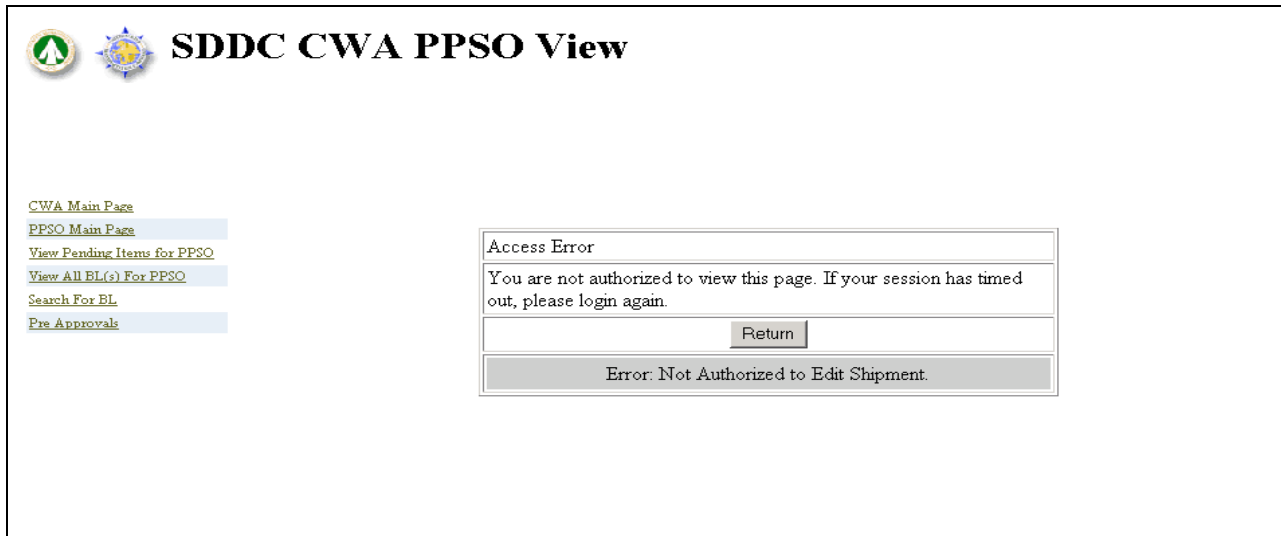 SDDC CWA PPSO View
CWA Main Page
PPSO Main Page
View Pending Items for PPSO
View All BL(s) For PPSO
Search For BL
Pre Approvals
Access Error
You are not authorized to view this page. If your session has timed
out, please login again.
Return
Error: Not Authorized to Edit Shipment.